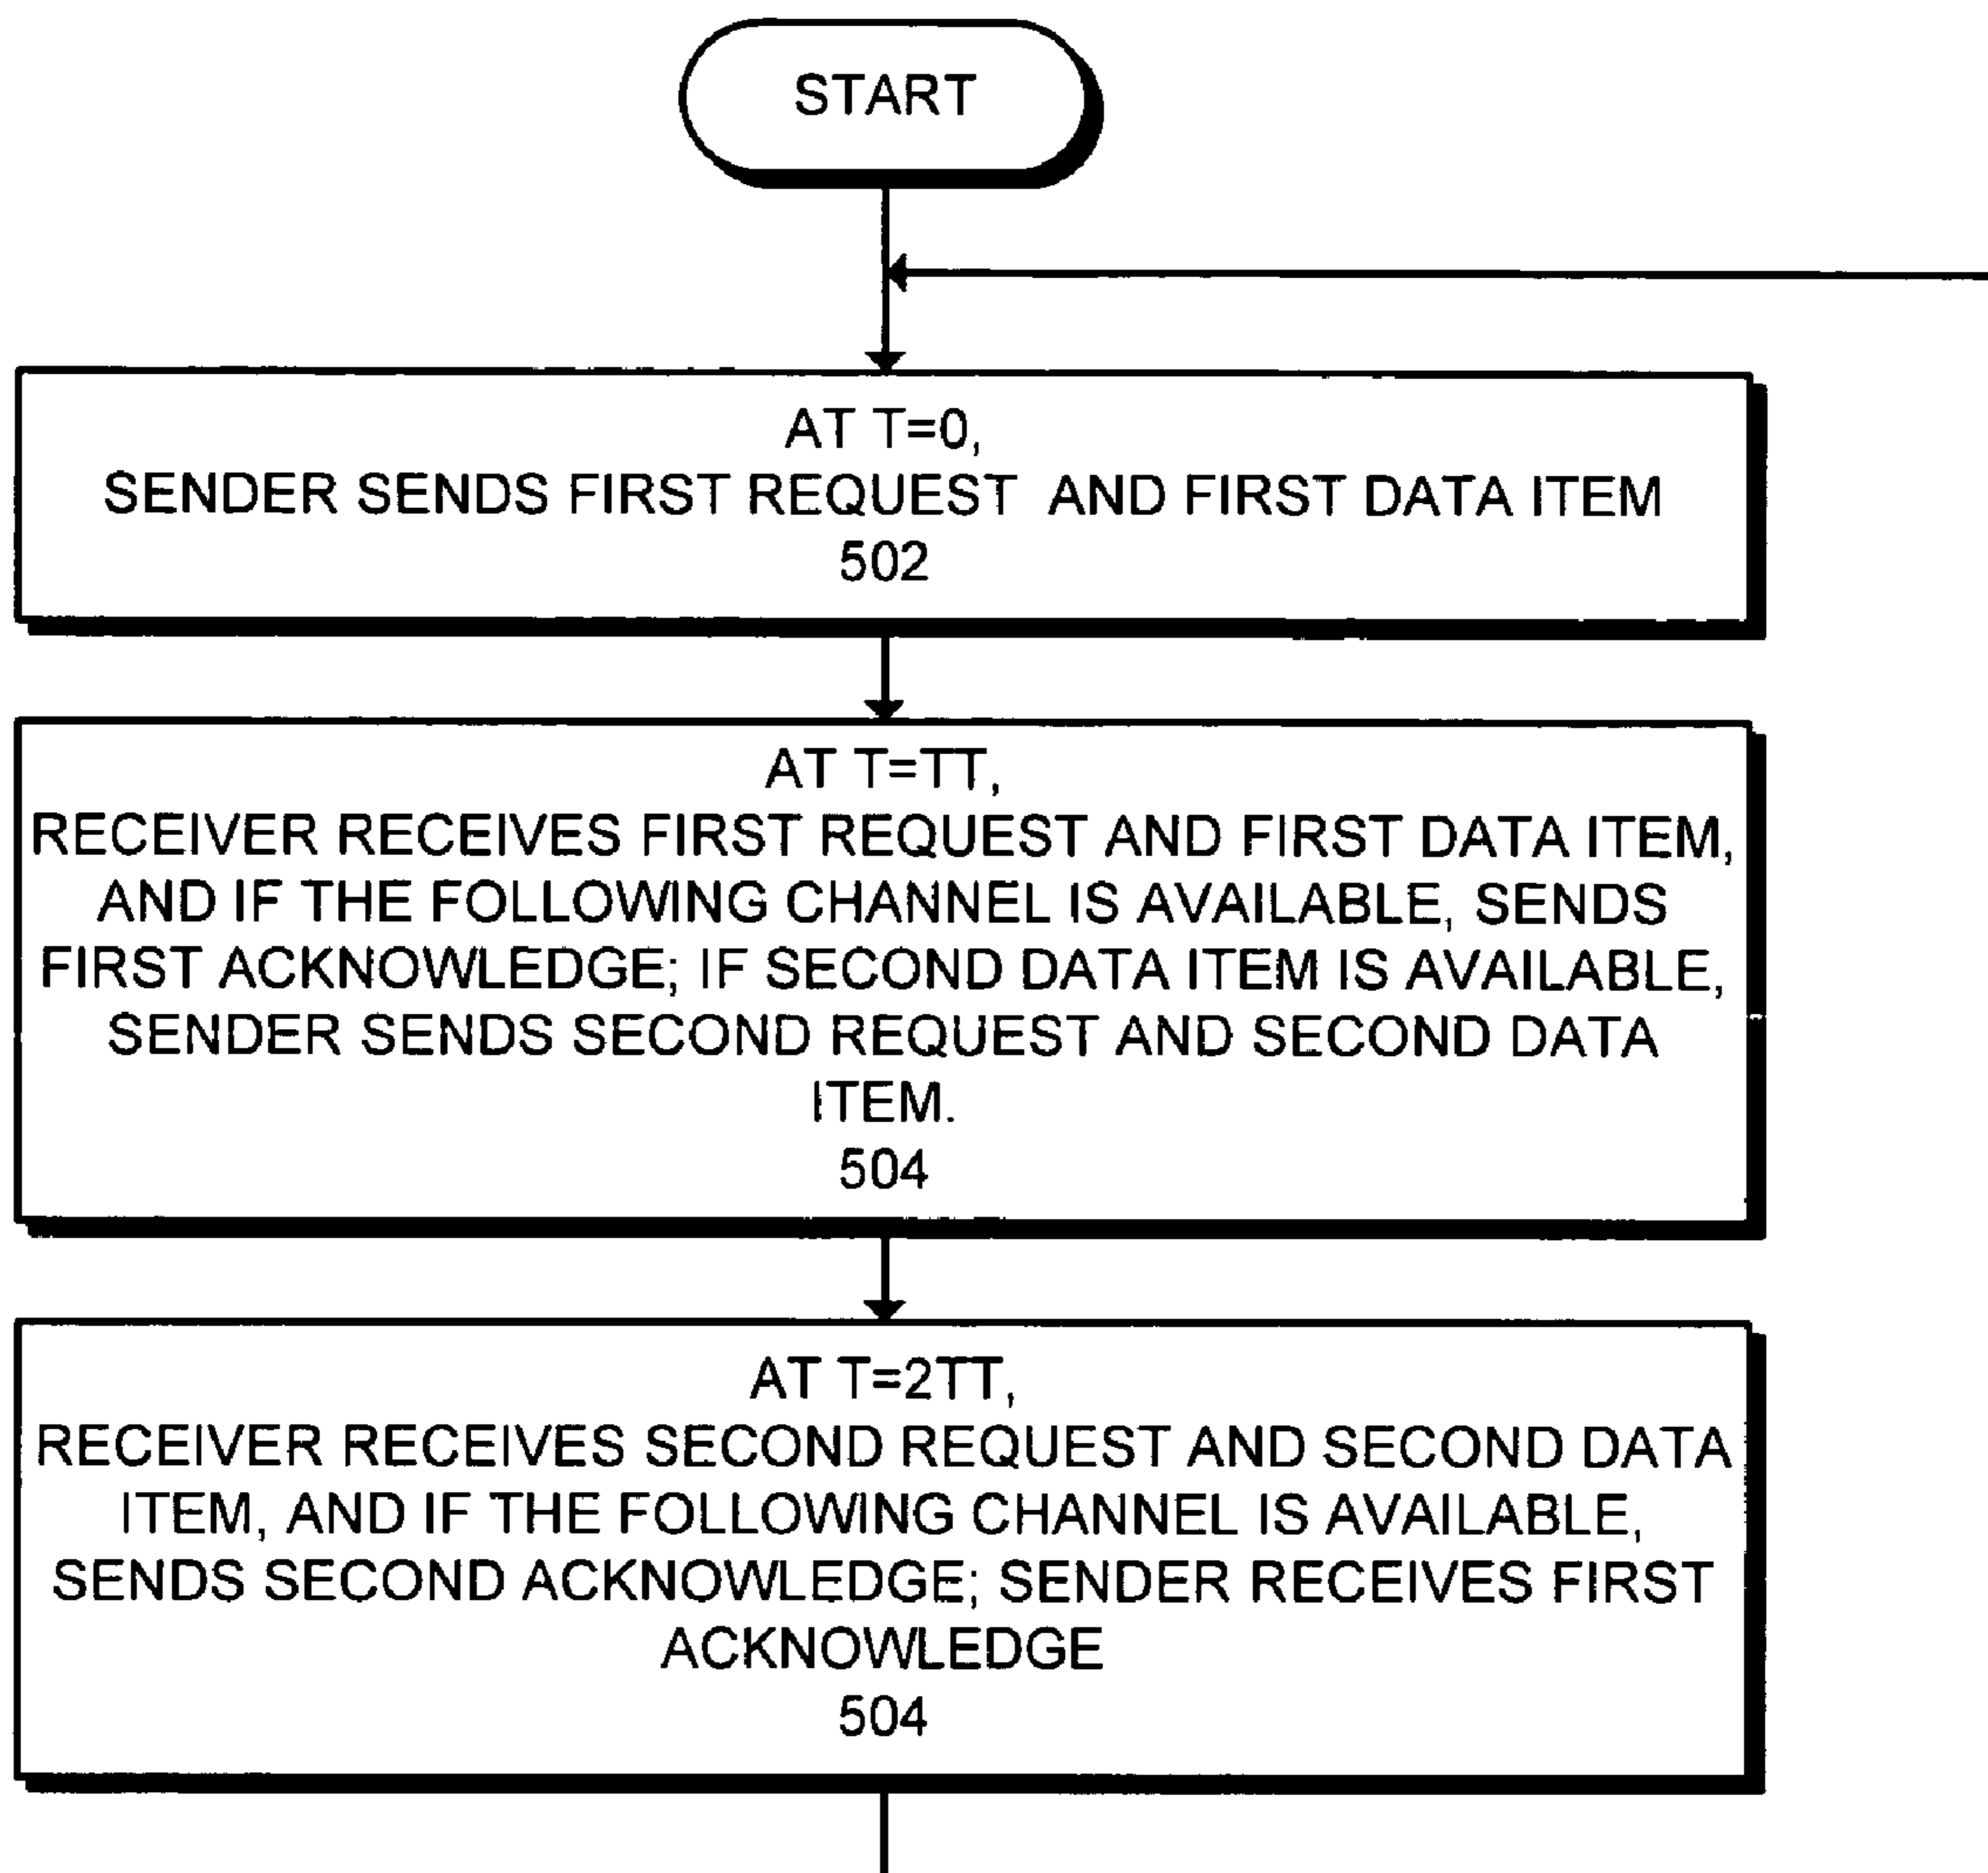 START
AT T=0,
SENDER SENDS FIRST REQUEST AND FIRST DATA ITEM
502
AT T=TT,
RECEIVER RECEIVES FIRST REQUEST AND FIRST DATA ITEM,
AND IF THE FOLLOWING CHANNEL IS AVAILABLE, SENDS
FIRST ACKNOWLEDGE; IF SECOND DATA ITEM IS AVAILABLE,
SENDER SENDS SECOND REQUEST AND SECOND DATA
ITEM.
504
AT T=2TT,
RECEIVER RECEIVES SECOND REQUEST AND SECOND DATA
ITEM, AND IF THE FOLLOWING CHANNEL IS AVAILABLE,
SENDS SECOND ACKNOWLEDGE; SENDER RECEIVES FIRST
ACKNOWLEDGE
504